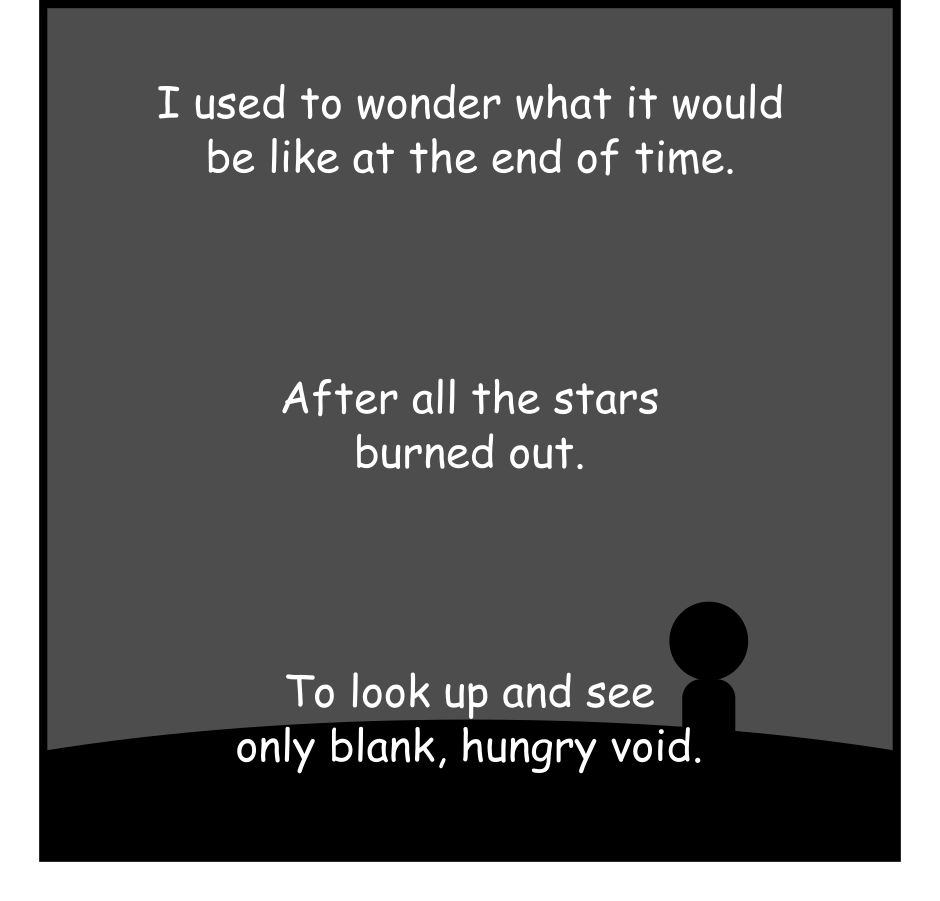 I used to wonder what it would
be like at the end of time.
After all the stars
burned out.
To look up and see
only blank, hungry void.